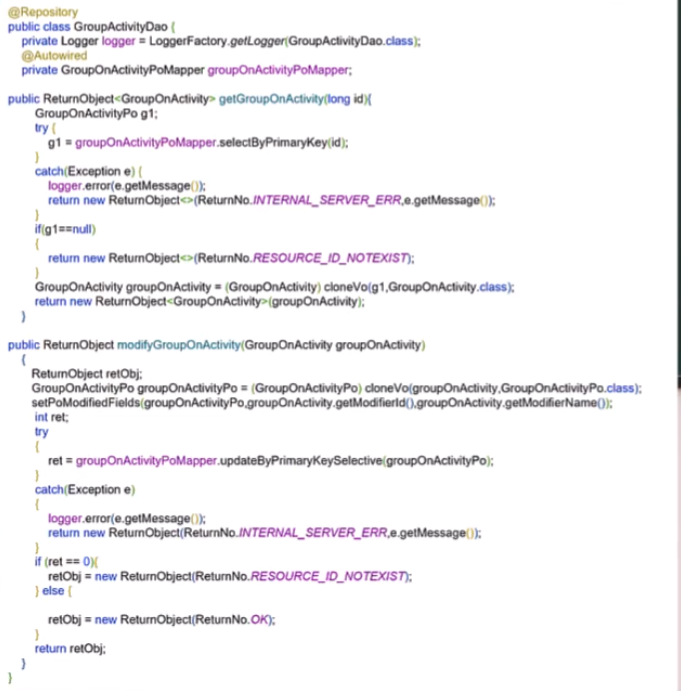 @Repository
public class GroupActivityDao {
private Logger logger = LoggerFactory.getLogger(GroupActivityDao.class);
@Autowired
private GroupOnActivityPoMapper groupOnActivityPoMapper;
public ReturnObject<GroupOnActivity> getGroupOnActivity(long id){
GroupOnActivityPo g1;
try {
g1 = groupOnActivityPoMapper.selectByPrimaryKey(id);
}
catch(Exception e) {
logger.error(e.getMessage());
return new ReturnObject<>(ReturnNo.INTERNAL_SERVER_ERR,e.getMessage());
}
if(g1==null)
{
return new ReturnObject<>(ReturnNo.RESOURCE_ID_NOTEXIST);
}
GroupOnActivity groupOnActivity = (GroupOnActivity) cloneVo(g1,GroupOnActivity.class);
return new ReturnObject<GroupOnActivity>(groupOnActivity);
}
public ReturnObject modifyGroupOnActivity(GroupOnActivity groupOnActivity)
{
ReturnObject retObj;
GroupOnActivityPo groupOnActivityPo = (GroupOnActivityPo) cloneVo(groupOnActivity,GroupOnActivityPo.class);
setPoModifiedFields(groupOnActivityPo,groupOnActivity.getModifierId(),groupOnActivity.getModifierName());
int ret;
try
{
ret = groupOnActivityPoMapper.updateByPrimaryKeySelective(groupOnActivityPo);
}
catch(Exception e)
{
logger.error(e.getMessage());
return new ReturnObject(ReturnNo.INTERNAL_SERVER_ERR,e.getMessage());
}
if (ret == 0){
retObj = new ReturnObject(ReturnNo.RESOURCE_ID_NOTEXIST);
} else {
retObj = new ReturnObject(ReturnNo.OK);
}
return retObj;
}
}